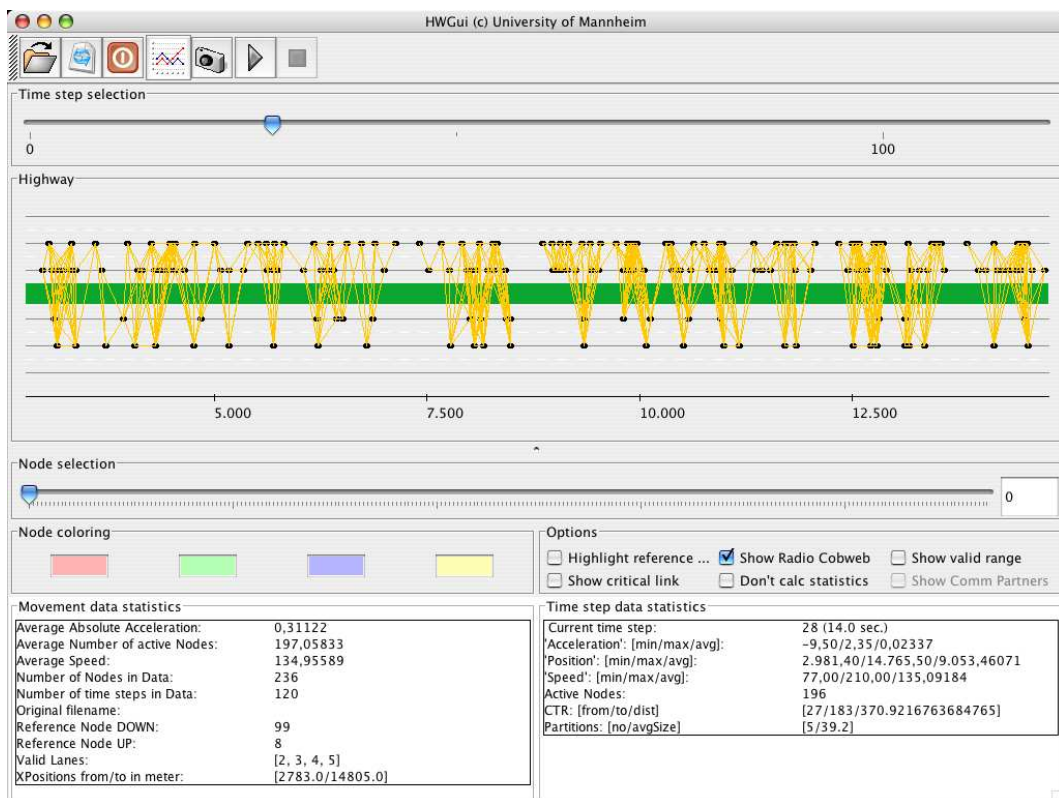 HWGui (c) University of Mannheim
Time step selection
0 100
Highway
5.000 7.500 10.000 12.500
Node selection
0
Node coloring
Options
Highlight reference ... Show Radio Cobweb Show valid range
Show critical link Don't calc statistics Show Comm Partners
Movement data statistics
Average Absolute Acceleration: 0,31122
Average Number of active Nodes: 197,05833
Average Speed: 134,95589
Number of Nodes in Data: 236
Number of time steps in Data: 120
Original filename:
Reference Node DOWN: 99
Reference Node UP: 8
Valid Lanes: [2, 3, 4, 5]
XPositions from/to in meter: [2783.0/14805.0]
Time step data statistics
Current time step: 28 (14.0 sec.)
'Acceleration': [min/max/avg]: -9,50/2,35/0,02337
'Position': [min/max/avg]: 2.981,40/14.765,50/9.053,46071
'Speed': [min/max/avg]: 77,00/210,00/135,09184
Active Nodes: 196
CTR: [from/to/dist] [27/183/370.9216763684765]
Partitions: [no/avgSize] [5/39.2]